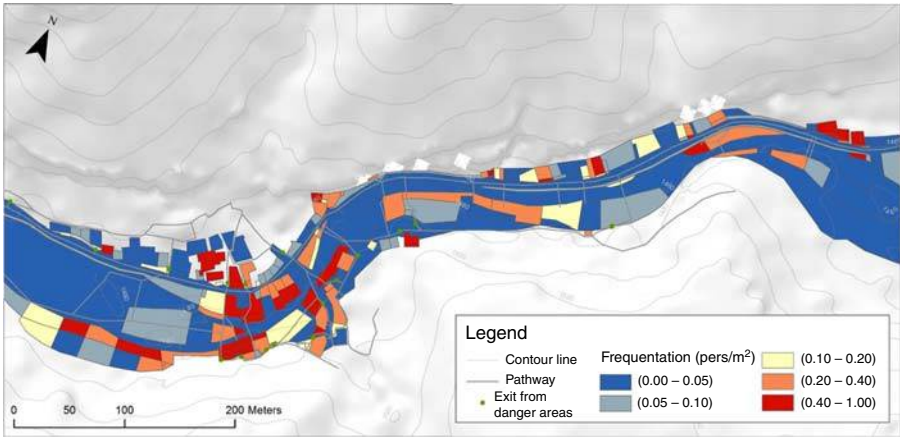 N
Legend
Contour line
Pathway
Exit from
danger areas
Frequentation (pers/m²)
(0.00 – 0.05)
(0.05 – 0.10)
(0.10 – 0.20)
(0.20 – 0.40)
(0.40 – 1.00)
0 50 100 200 Meters